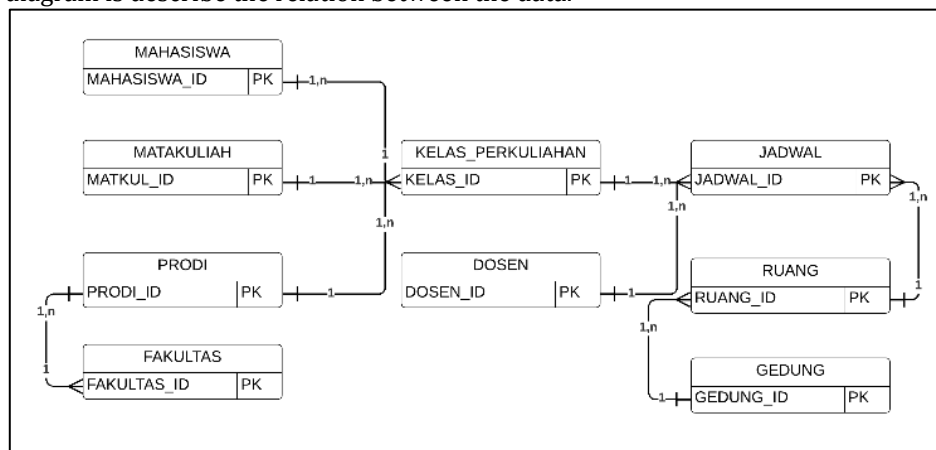 diagram is describe the relation between the data.
MAHASISWA
MAHASISWA_ID PK
1,n
MATAKULIAH
MATKUL_ID PK
1
1,n
1
PRODI
PRODI_ID PK
1
1,n
1,n
1
FAKULTAS
FAKULTAS_ID PK
KELAS_PERKULIAHAN
KELAS_ID PK
1
1,n
DOSEN
DOSEN_ID PK
1
1,n
JADWAL
JADWAL_ID PK
1,n
1
RUANG
RUANG_ID PK
1,n
1
GEDUNG
GEDUNG_ID PK